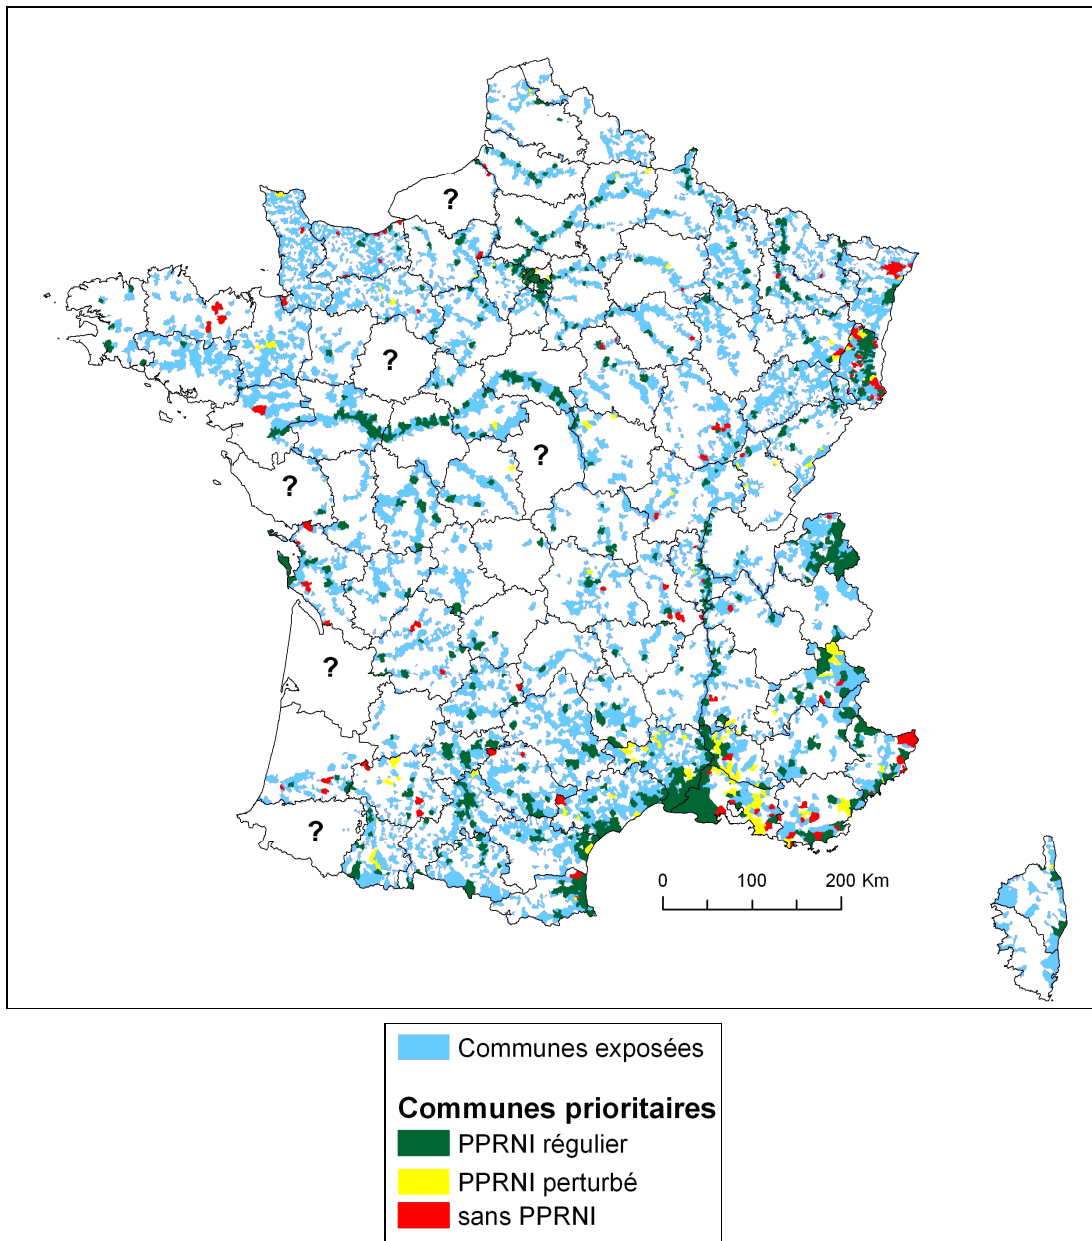 ?
?
?
?
?
?
0 100 200 Km
Communes exposées
Communes prioritaires
PPRNI régulier
PPRNI perturbé
sans PPRNI